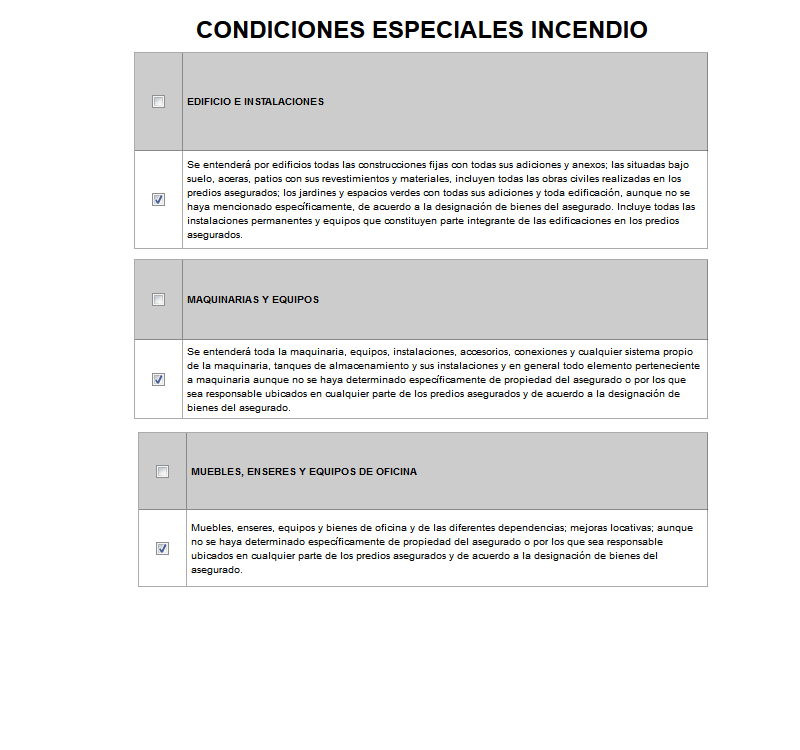 CONDICIONES ESPECIALES INCENDIO
EDIFICIO E INSTALACIONES
Se entenderá por edificios todas las construcciones fijas con todas sus adiciones y anexos; las situadas bajo
suelo, aceras, patios con sus revestimientos y materiales, incluyen todas las obras civiles realizadas en los
predios asegurados; los jardines y espacios verdes con todas sus adiciones y toda edificación, aunque no se
haya mencionado específicamente, de acuerdo a la designación de bienes del asegurado. Incluye todas las
instalaciones permanentes y equipos que constituyen parte integrante de las edificaciones en los predios
asegurados.
MAQUINARIAS Y EQUIPOS
Se entenderá toda la maquinaria, equipos, instalaciones, accesorios, conexiones y cualquier sistema propio
de la maquinaria, tanques de almacenamiento y sus instalaciones y en general todo elemento perteneciente
a maquinaria aunque no se haya determinado específicamente de propiedad del asegurado o por los que
sea responsable ubicados en cualquier parte de los predios asegurados y de acuerdo a la designación de
bienes del asegurado.
MUEBLES, ENSERES Y EQUIPOS DE OFICINA
Muebles, enseres, equipos y bienes de oficina y de las diferentes dependencias; mejoras locativas; aunque
no se haya determinado específicamente de propiedad del asegurado o por los que sea responsable
ubicados en cualquier parte de los predios asegurados y de acuerdo a la designación de bienes del
asegurado.